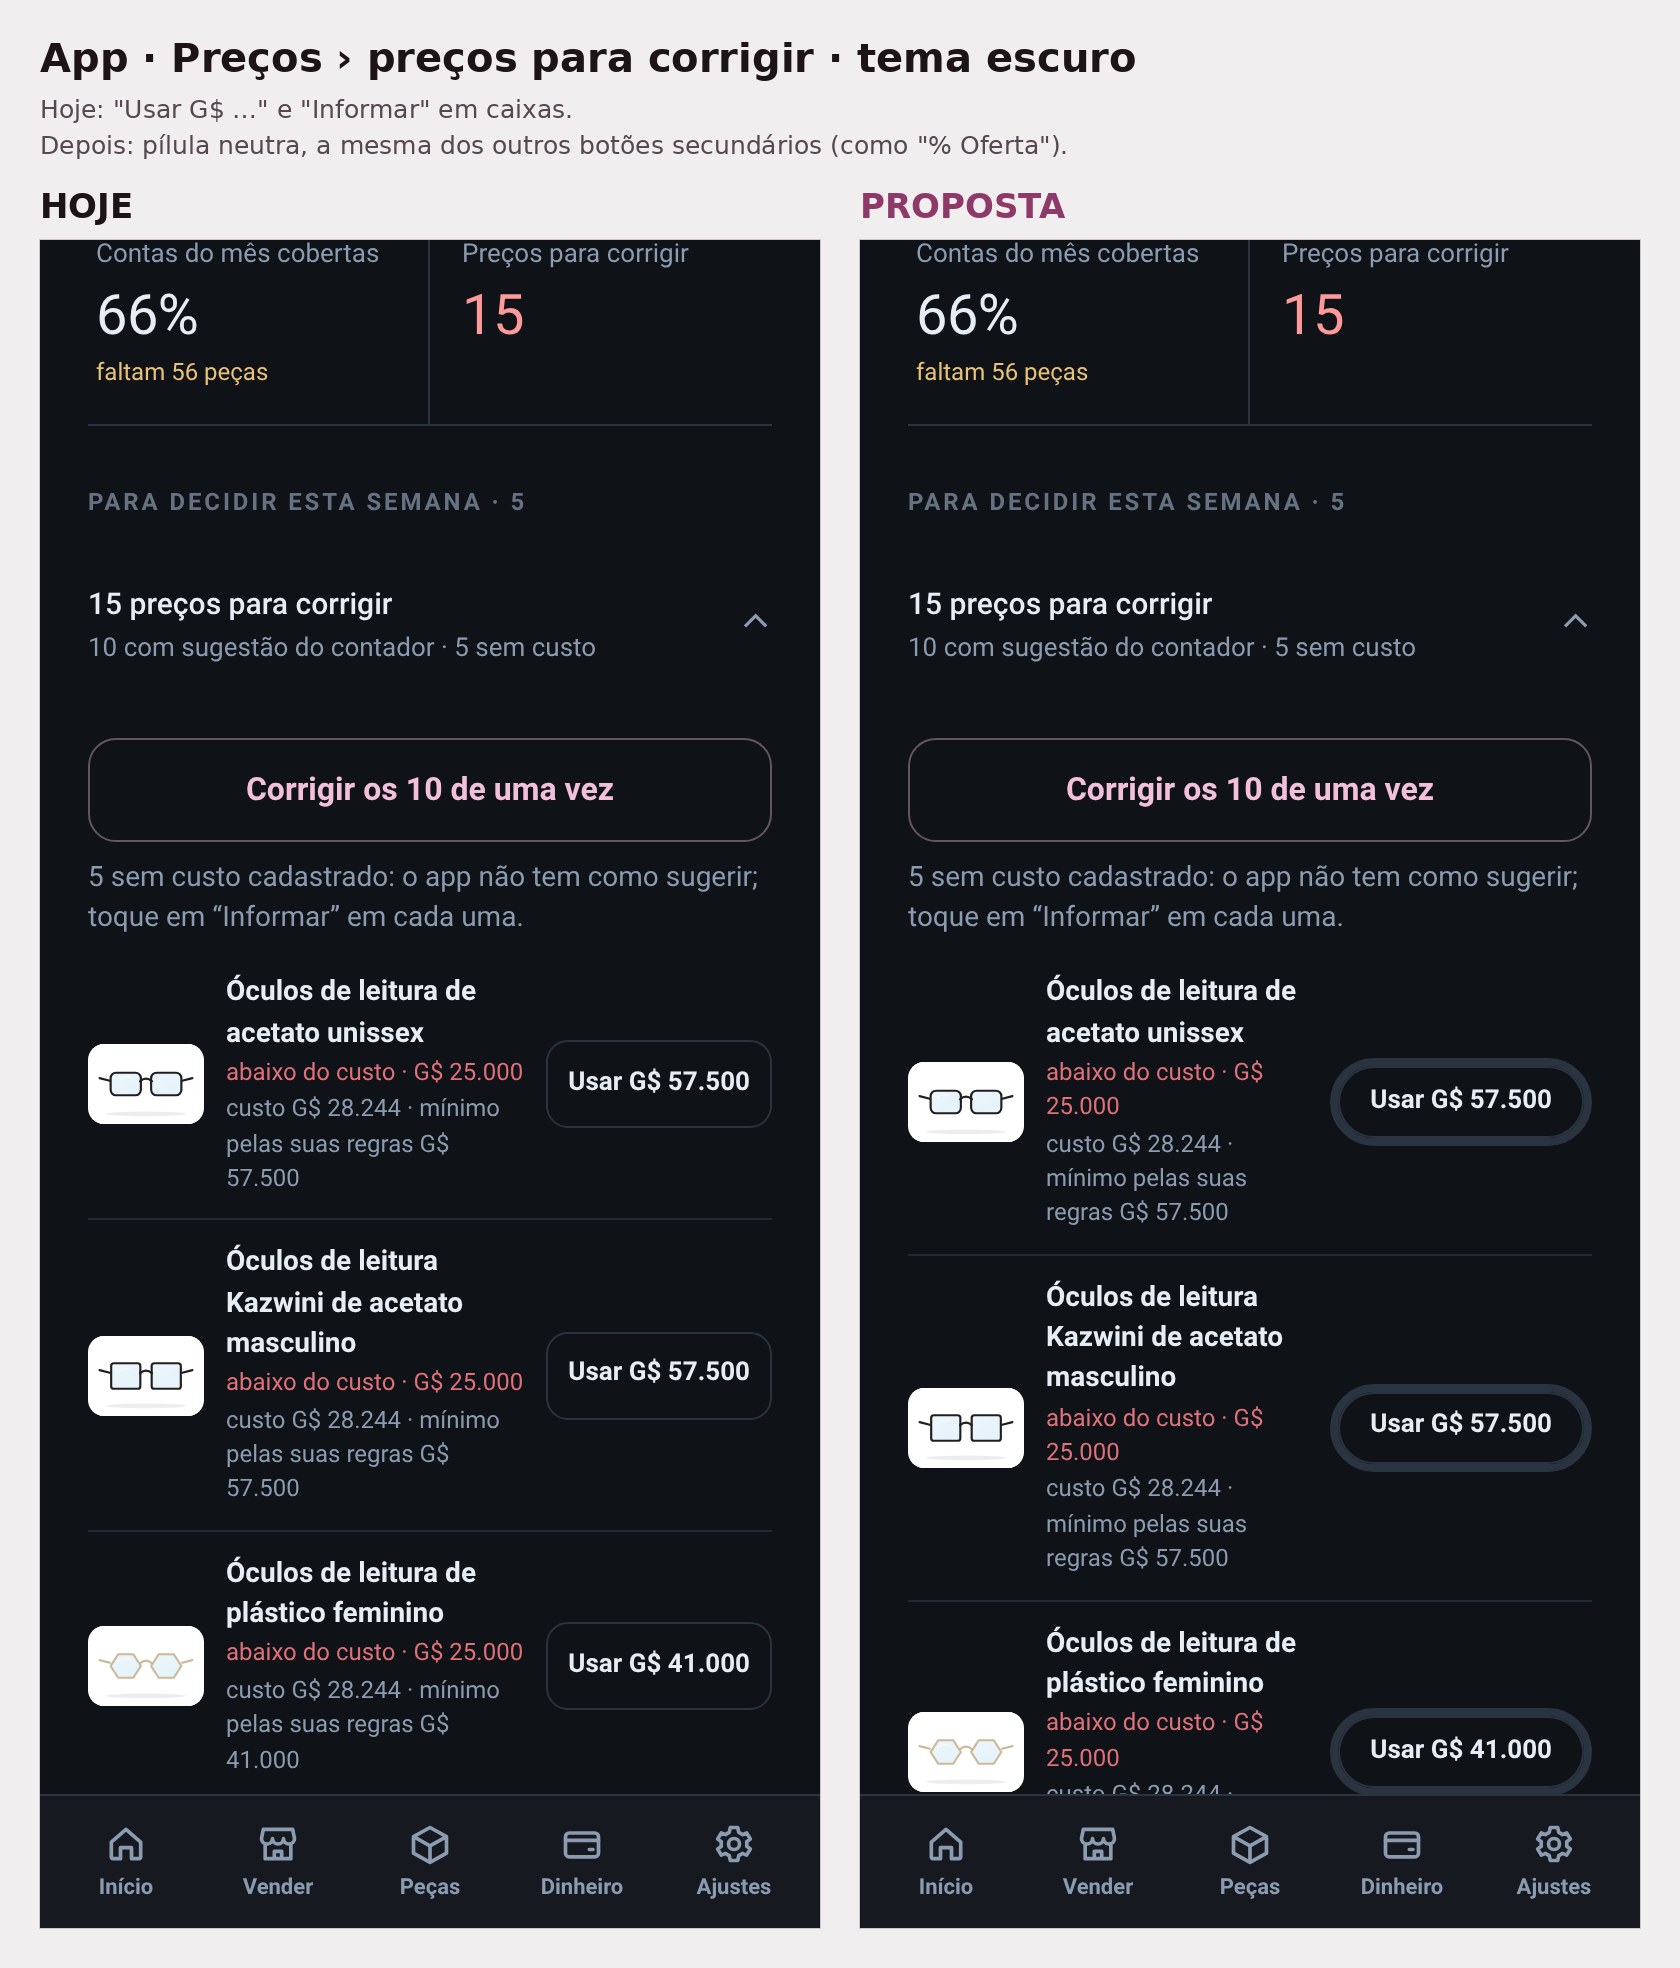 App · Preços › preços para corrigir · tema escuro
Hoje: "Usar G$ ..." e "Informar" em caixas.
Depois: pílula neutra, a mesma dos outros botões secundários (como "% Oferta").
HOJE
Contas do mês cobertas
Preços para corrigir
66%
15
faltam 56 peças
PARA DECIDIR ESTA SEMANA · 5
15 preços para corrigir
10 com sugestão do contador · 5 sem custo
Corrigir os 10 de uma vez
5 sem custo cadastrado: o app não tem como sugerir;
toque em “Informar” em cada uma.
Óculos de leitura de
acetato unissex
abaixo do custo · G$ 25.000
custo G$ 28.244 · mínimo
pelas suas regras G$
57.500
Usar G$ 57.500
Óculos de leitura
Kazwini de acetato
masculino
abaixo do custo · G$ 25.000
custo G$ 28.244 · mínimo
pelas suas regras G$
57.500
Usar G$ 57.500
Óculos de leitura de
plástico feminino
abaixo do custo · G$ 25.000
custo G$ 28.244 · mínimo
pelas suas regras G$
41.000
Usar G$ 41.000
Início
Vender
Peças
Dinheiro
Ajustes
PROPOSTA
Contas do mês cobertas
Preços para corrigir
66%
15
faltam 56 peças
PARA DECIDIR ESTA SEMANA · 5
15 preços para corrigir
10 com sugestão do contador · 5 sem custo
Corrigir os 10 de uma vez
5 sem custo cadastrado: o app não tem como sugerir;
toque em “Informar” em cada uma.
Óculos de leitura de
acetato unissex
abaixo do custo · G$
25.000
custo G$ 28.244 ·
mínimo pelas suas
regras G$ 57.500
Usar G$ 57.500
Óculos de leitura
Kazwini de acetato
masculino
abaixo do custo · G$
25.000
custo G$ 28.244 ·
mínimo pelas suas
regras G$ 57.500
Usar G$ 57.500
Óculos de leitura de
plástico feminino
abaixo do custo · G$
25.000
custo G$ 28.244 ·
Usar G$ 41.000
Início
Vender
Peças
Dinheiro
Ajustes